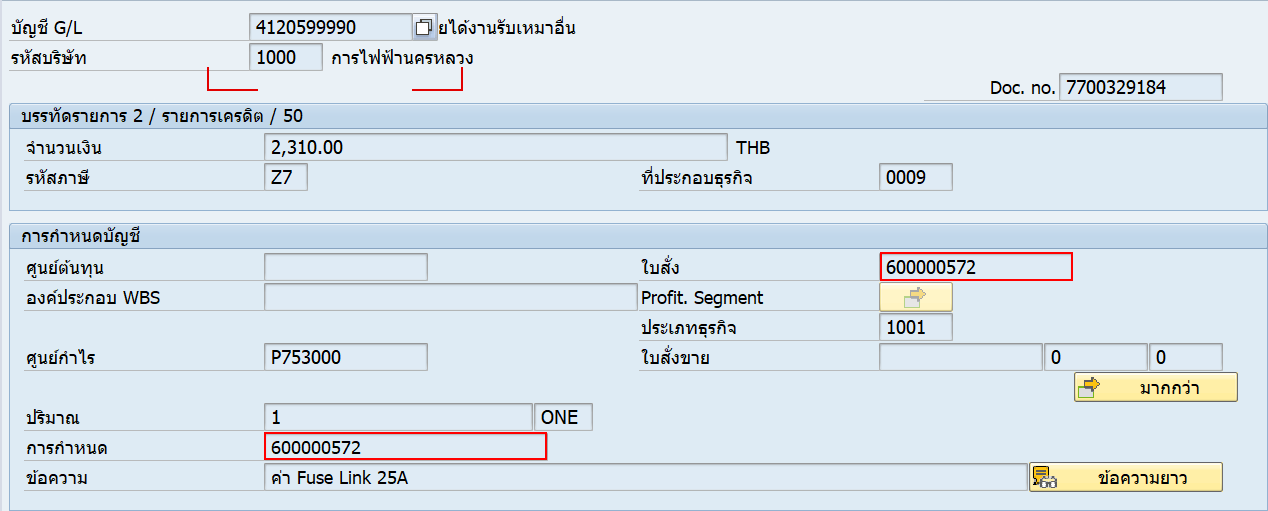 บัญชี G/L 4120599990 ยได้งานรับเหมาอื่น
รหัสบริษัท 1000 การไฟฟ้านครหลวง
Doc. no. 7700329184
บรรทัดรายการ 2 / รายการเครดิต / 50
จำนวนเงิน 2,310.00 THB
รหัสภาษี Z7 ที่ประกอบธุรกิจ 0009
การกำหนดบัญชี
ศูนย์ต้นทุน ใบสั่ง 600000572
องค์ประกอบ WBS Profit. Segment
ประเภทธุรกิจ 1001
ศูนย์กำไร P753000 ใบสั่งขาย 0 0
มากกว่า
ปริมาณ 1 ONE
การกำหนด 600000572
ข้อความ ค่า Fuse Link 25A ข้อความยาว